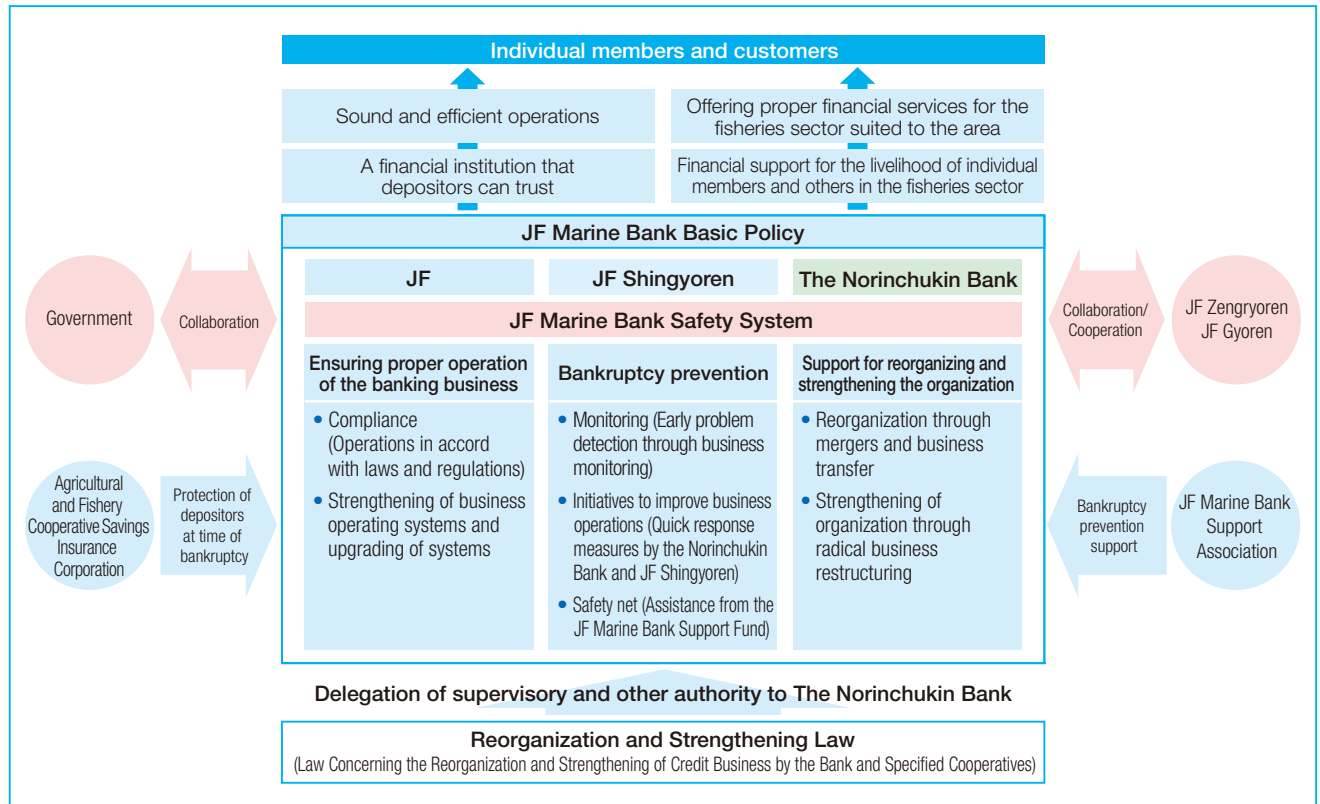 Individual members and customers
Sound and efficient operations
Offering proper financial services for the
fisheries sector suited to the area
A financial institution that
depositors can trust
Financial support for the livelihood of individual
members and others in the fisheries sector
JF Marine Bank Basic Policy
JF
JF Shingyoren
The Norinchukin Bank
JF Marine Bank Safety System
Government
Collaboration
Collaboration/
Cooperation
JF Zengryoren
JF Gyoren
Ensuring proper operation
of the banking business
• Compliance
(Operations in accord
with laws and regulations)
• Strengthening of business
operating systems and
upgrading of systems
Bankruptcy prevention
• Monitoring (Early problem
detection through business
monitoring)
• Initiatives to improve business
operations (Quick response
measures by the Norinchukin
Bank and JF Shingyoren)
• Safety net (Assistance from the
JF Marine Bank Support Fund)
Support for reorganizing and
strengthening the organization
• Reorganization through
mergers and business
transfer
• Strengthening of
organization through
radical business
restructuring
Agricultural
and Fishery
Cooperative Savings
Insurance
Corporation
Protection of
depositors
at time of
bankruptcy
Bankruptcy
prevention
support
JF Marine Bank
Support
Association
Delegation of supervisory and other authority to The Norinchukin Bank
Reorganization and Strengthening Law
(Law Concerning the Reorganization and Strengthening of Credit Business by the Bank and Specified Cooperatives)